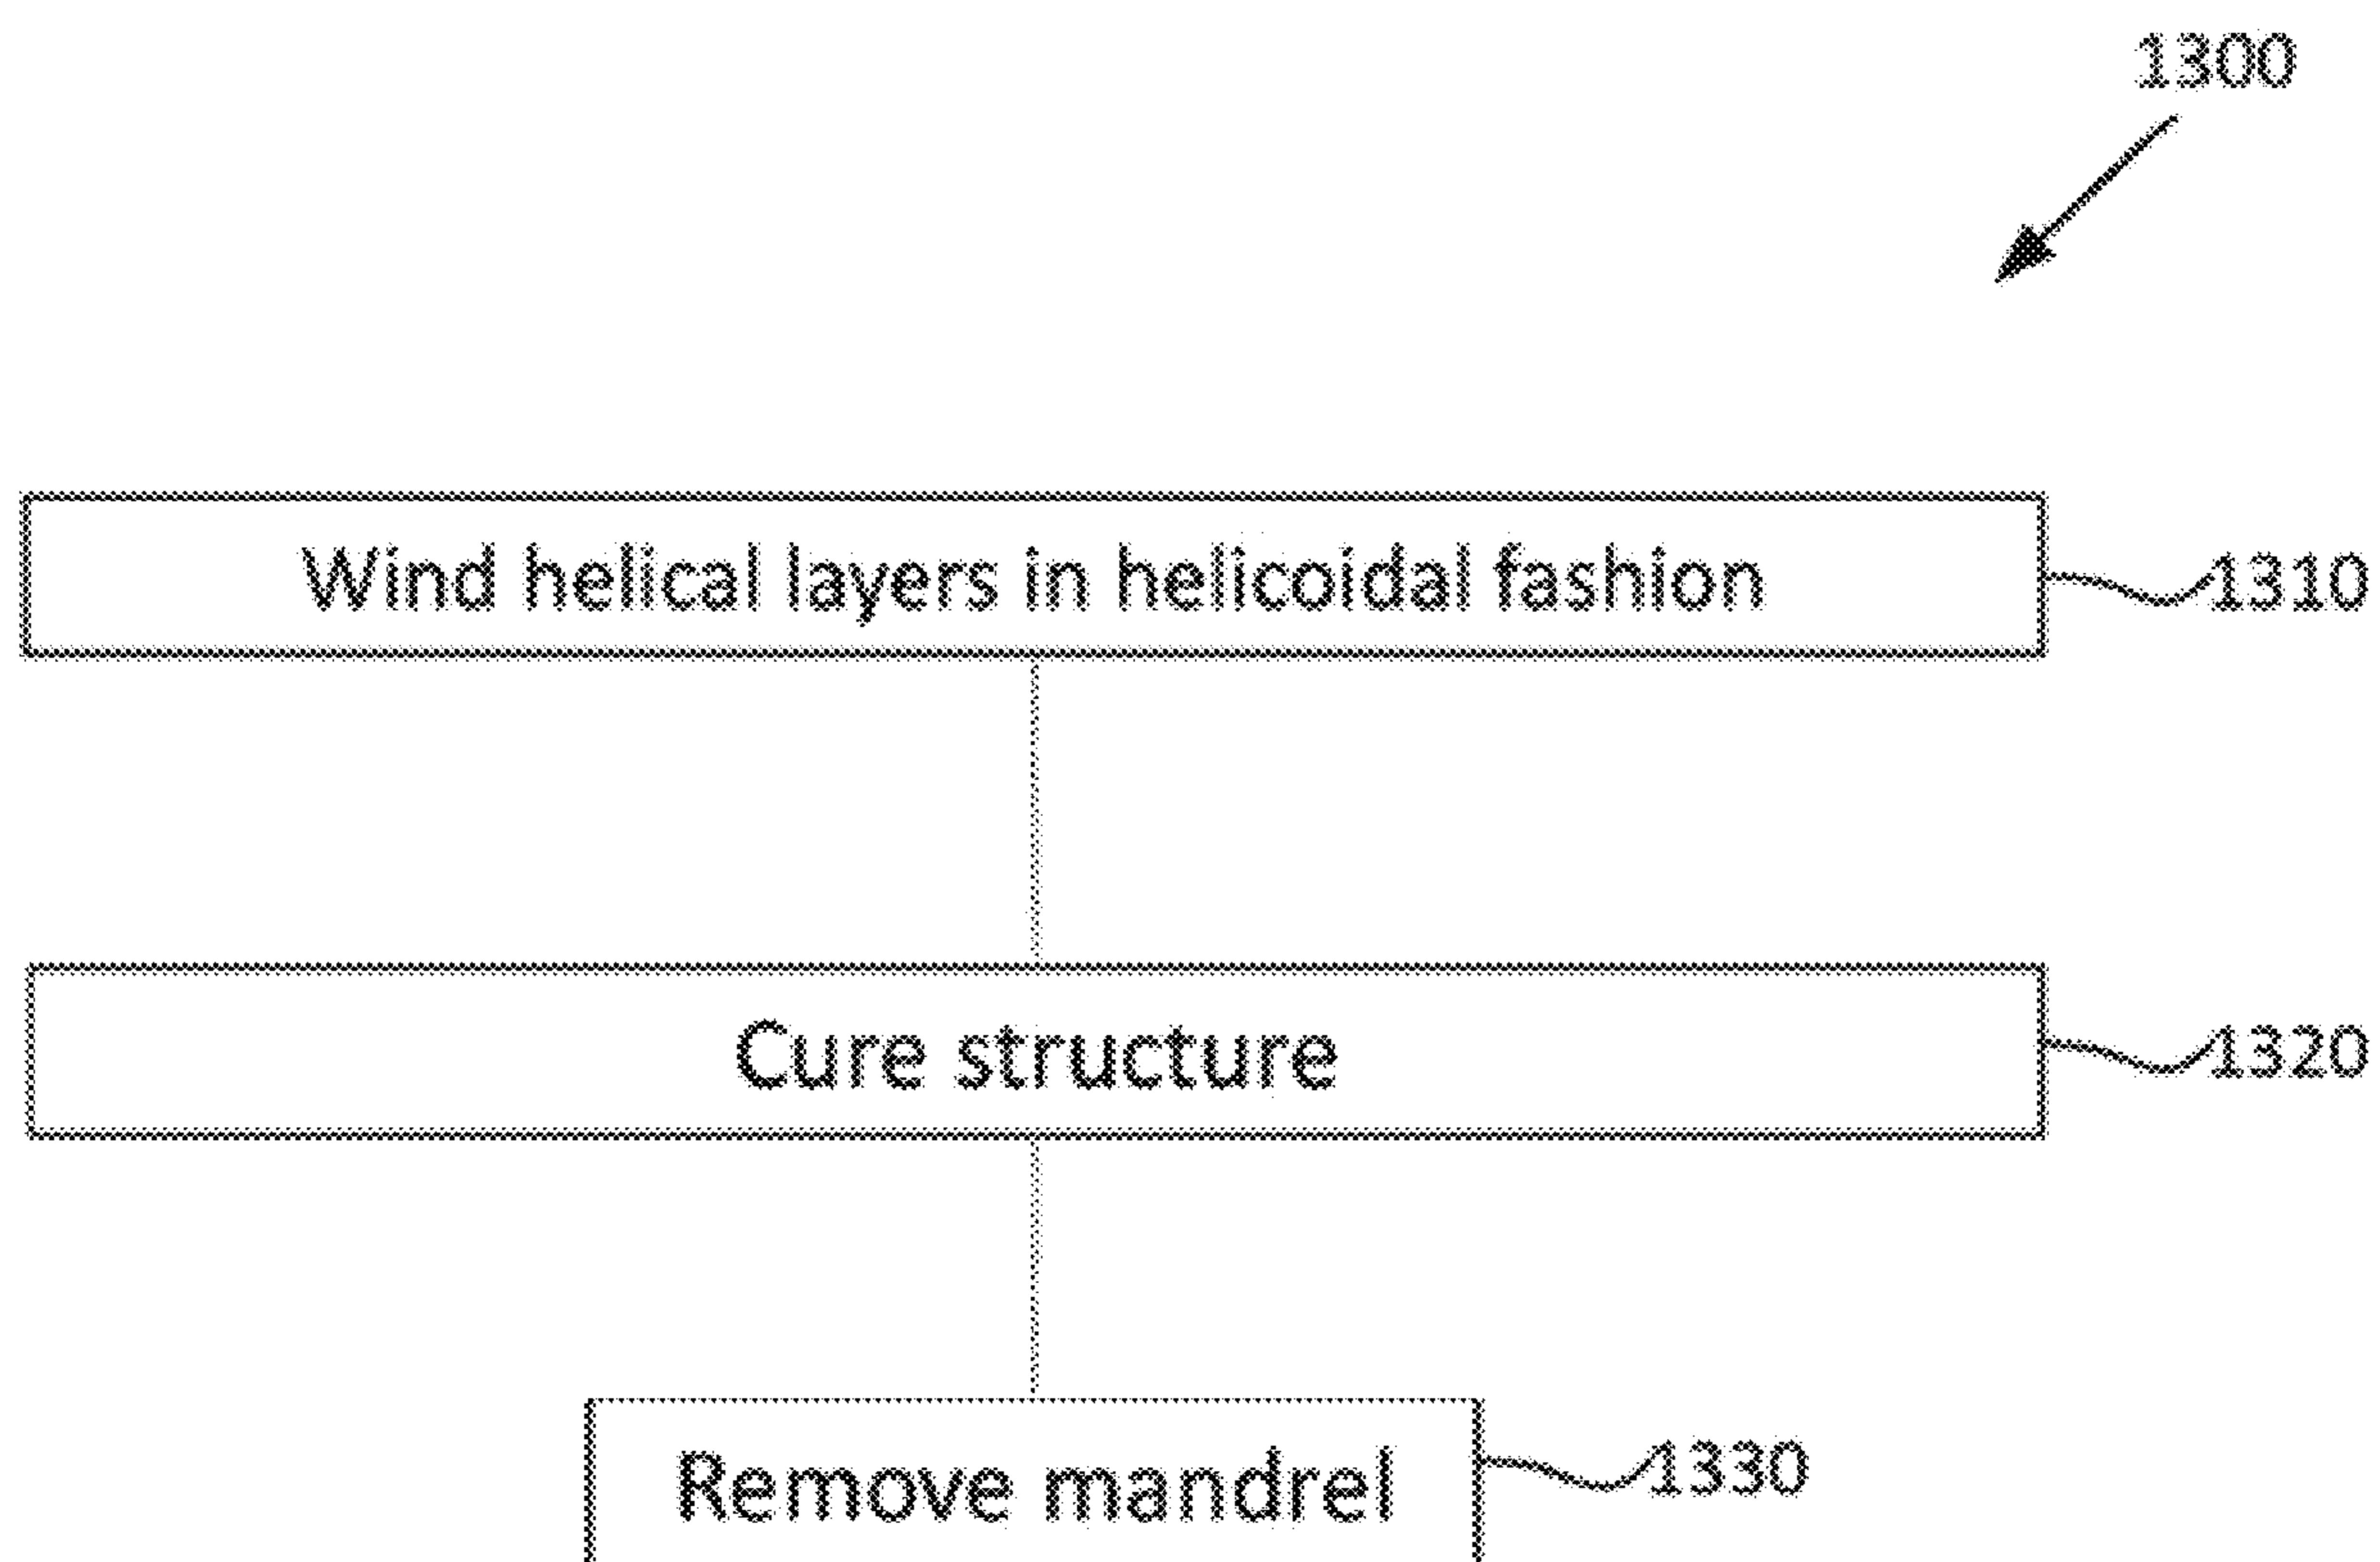 1300
Wind helical layers in helicoidal fashion
1310
Cure structure
1320
Remove mandrel
1330